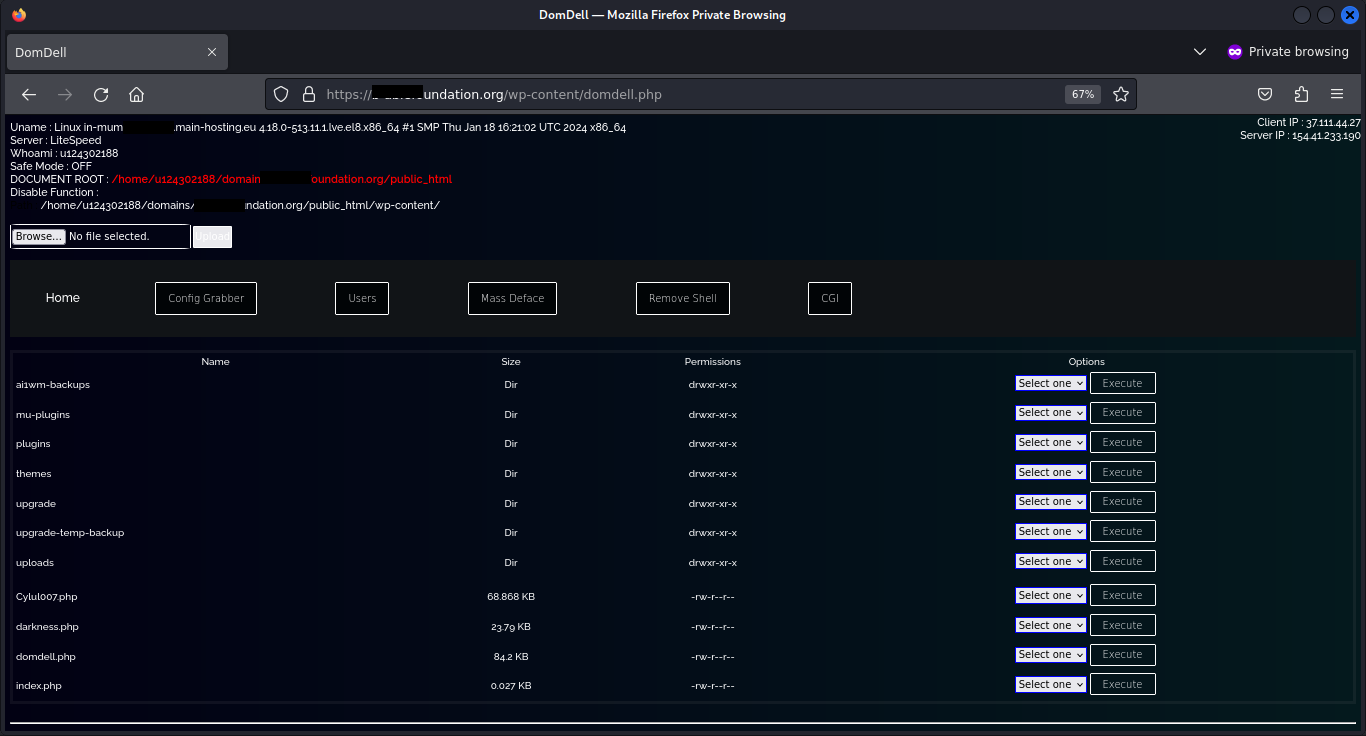 DomDell — Mozilla Firefox Private Browsing
DomDell
Private browsing
https:// oundation.org/wp-content/domdell.php
67%
Uname : Linux in-mum .main-hosting.eu 4.18.0-513.11.1.lve.el8.x86_64 #1 SMP Thu Jan 18 16:21:02 UTC 2024 x86_64
Client IP : 37.111.44.27
Server : LiteSpeed
Server IP : 154.41.233.190
Whoami : u124302188
Safe Mode : OFF
DOCUMENT ROOT : /home/u124302188/domain oundation.org/public_html
Disable Function :
/home/u124302188/domains/ ndation.org/public_html/wp-content/
Browse... No file selected. Upload
Home Config Grabber Users Mass Deface Remove Shell CGI
Name Size Permissions Options
ai1wm-backups Dir drwxr-xr-x Select one Execute
mu-plugins Dir drwxr-xr-x Select one Execute
plugins Dir drwxr-xr-x Select one Execute
themes Dir drwxr-xr-x Select one Execute
upgrade Dir drwxr-xr-x Select one Execute
upgrade-temp-backup Dir drwxr-xr-x Select one Execute
uploads Dir drwxr-xr-x Select one Execute
Cylul007.php 68.868 KB -rw-r--r-- Select one Execute
darkness.php 23.79 KB -rw-r--r-- Select one Execute
domdell.php 84.2 KB -rw-r--r-- Select one Execute
index.php 0.027 KB -rw-r--r-- Select one Execute